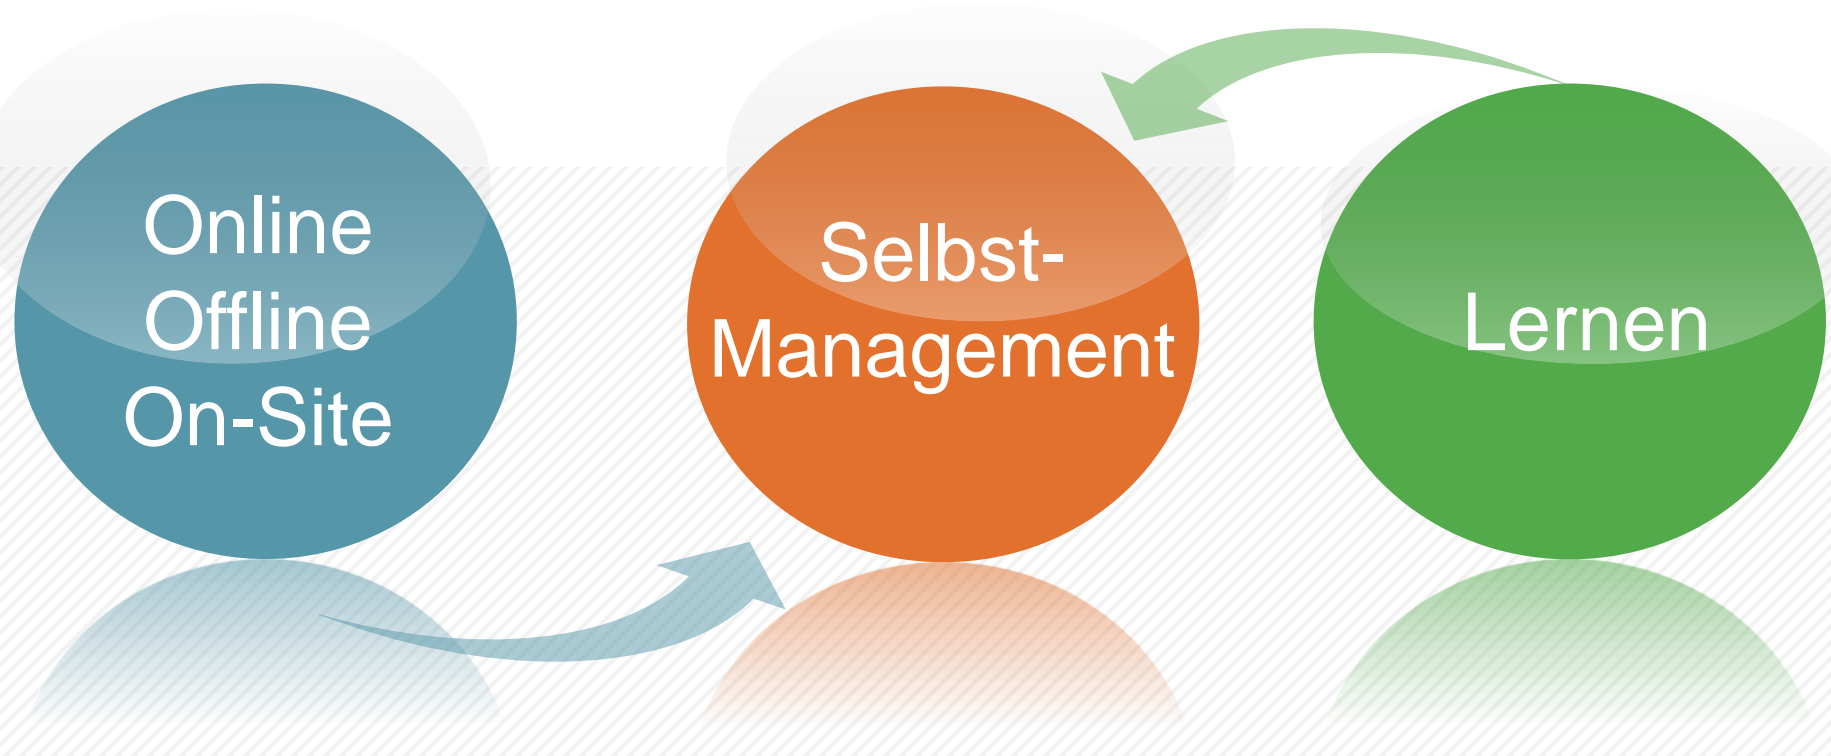 Online
Offline
On-Site
Selbst-
Management
Lernen